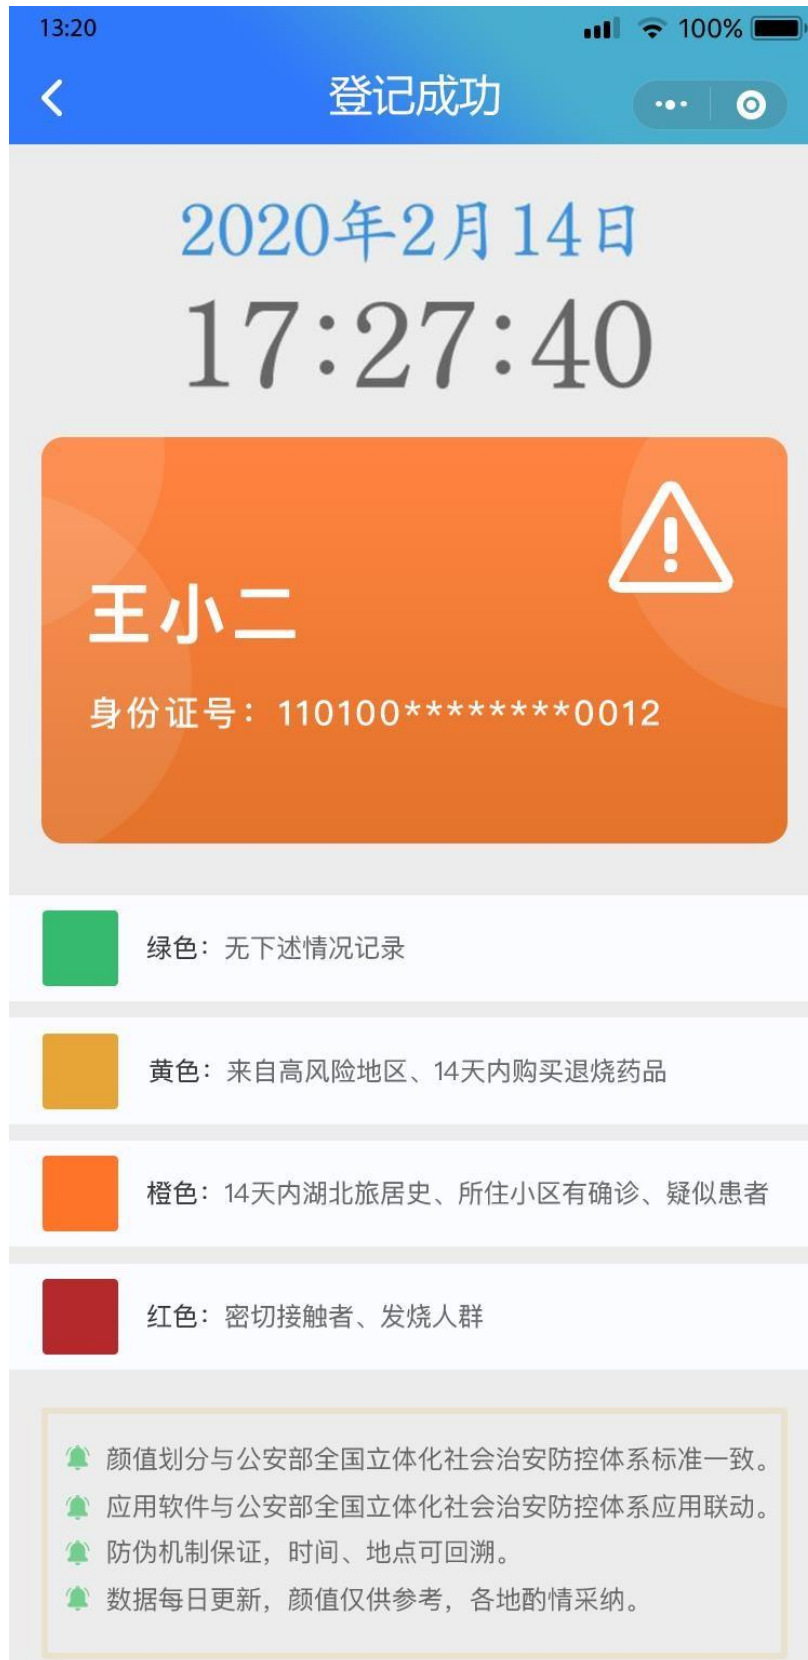 13:20
100%
登记成功
2020年2月14日
17:27:40
王小二
身份证号：110100********0012
绿色：无下述情况记录
黄色：来自高风险地区、14天内购买退烧药品
橙色：14天内湖北旅居史、所住小区有确诊、疑似患者
红色：密切接触者、发烧人群
颜值划分与公安部全国立体化社会治安防控体系标准一致。
应用软件与公安部全国立体化社会治安防控体系应用联动。
防伪机制保证，时间、地点可回溯。
数据每日更新，颜值仅供参考，各地酌情采纳。